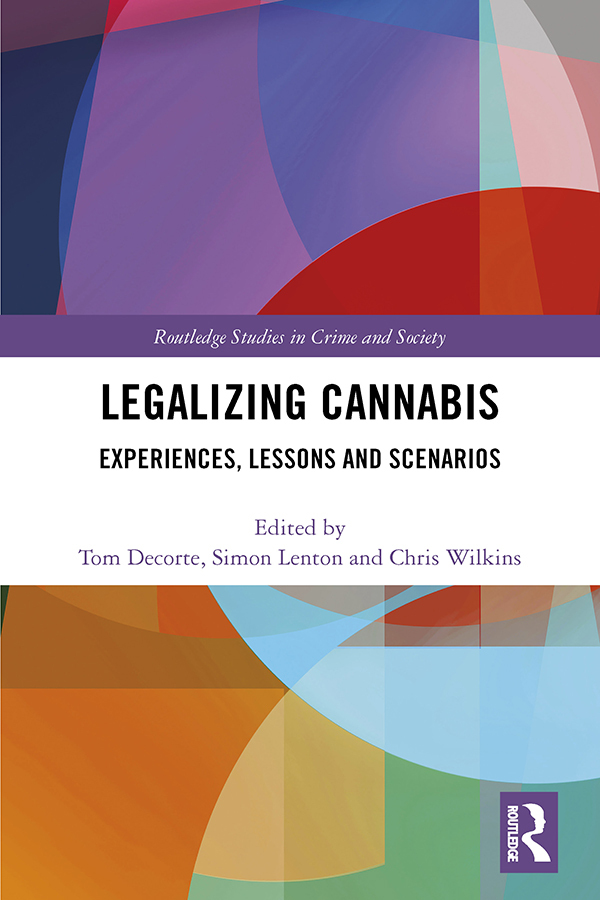 Routledge Studies in Crime and Society
LEGALIZING CANNABIS
EXPERIENCES, LESSONS AND SCENARIOS
Edited by
Tom Decorte, Simon Lenton and Chris Wilkins
ROUTLEDGE